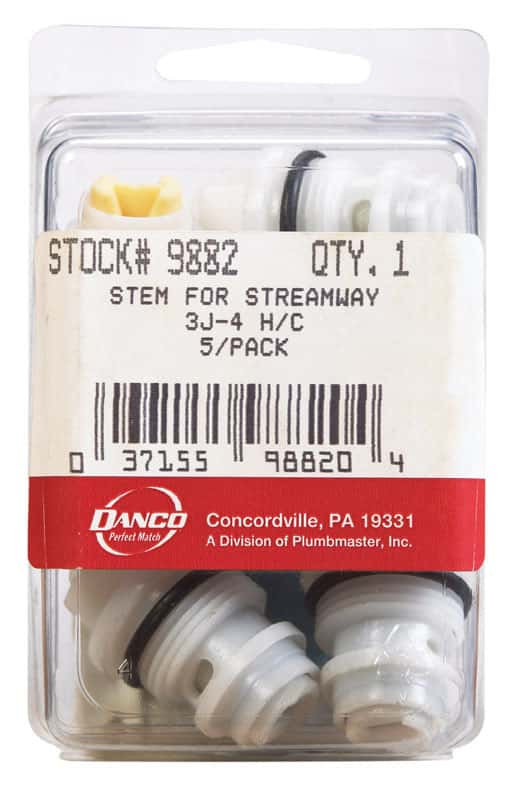 STOCK# 9882 QTY. 1
STEM FOR STREAMWAY
3J-4 H/C
5/PACK
0 37155 98820 4
DANCO
Perfect Match
Concordville, PA 19331
A Division of Plumbmaster, Inc.